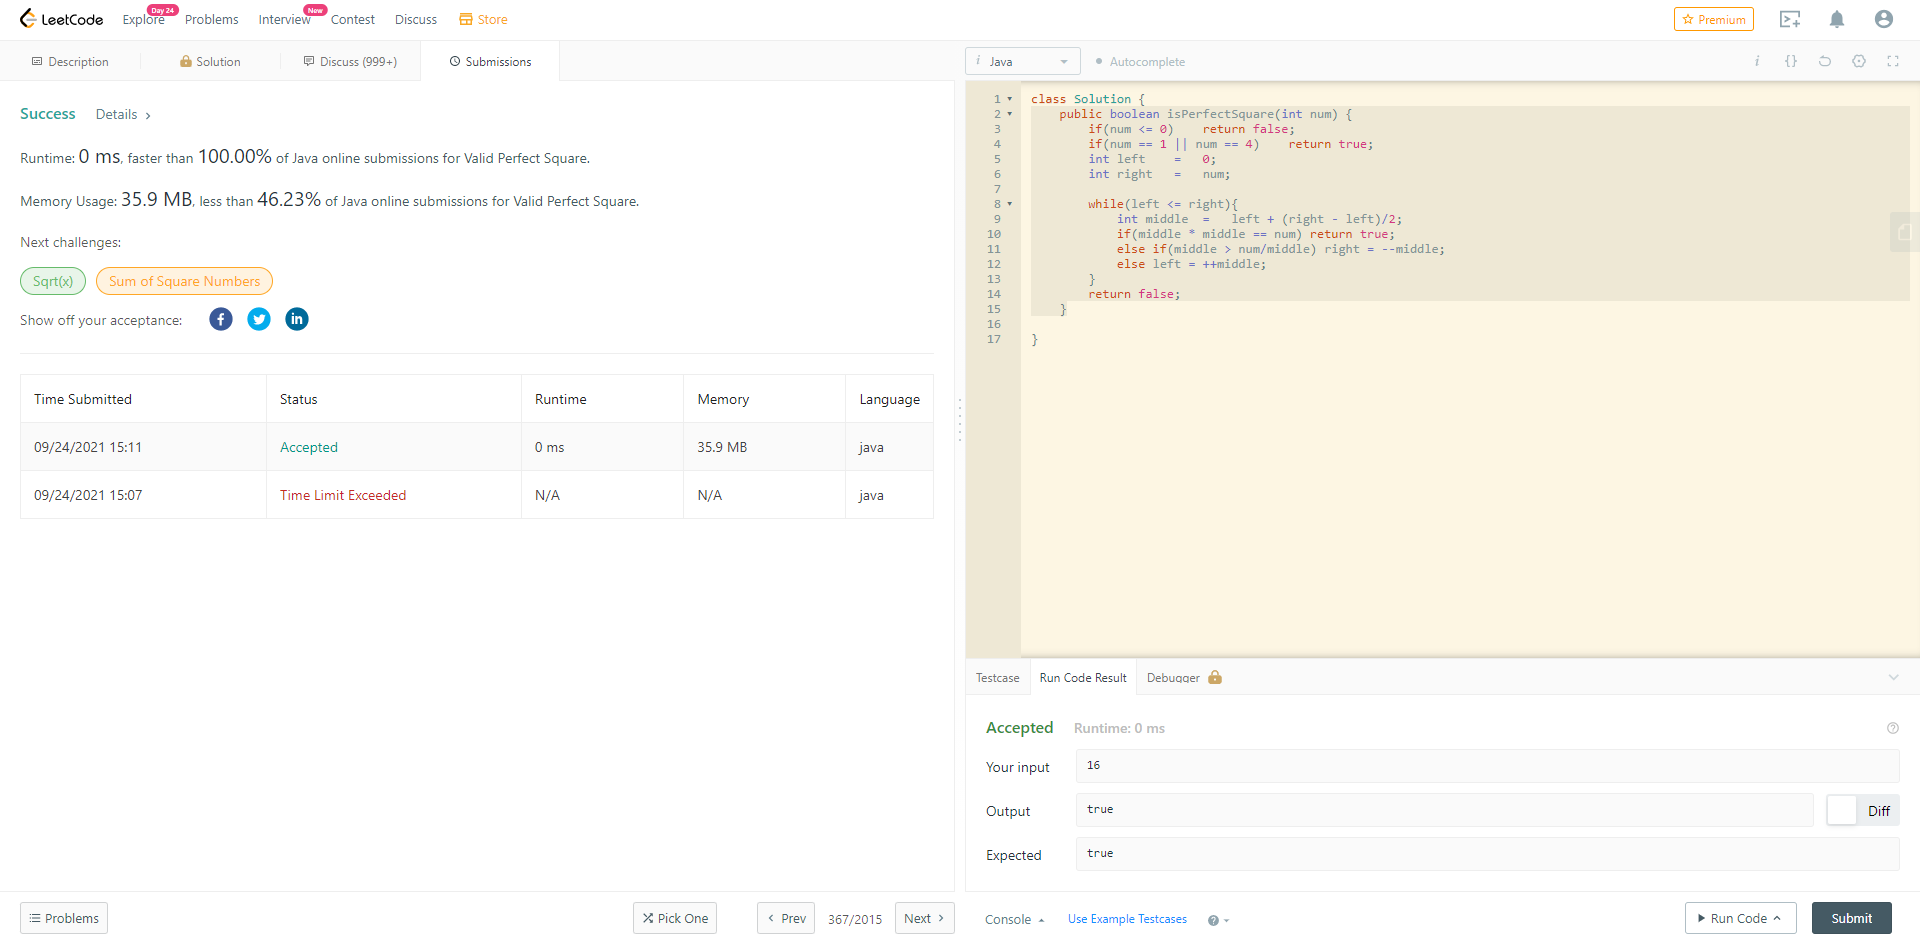 LeetCode Explore Day 24 Problems Interview New Contest Discuss Store Premium
Description Solution Discuss (999+) Submissions
Success Details >
Runtime: 0 ms, faster than 100.00% of Java online submissions for Valid Perfect Square.
Memory Usage: 35.9 MB, less than 46.23% of Java online submissions for Valid Perfect Square.
Next challenges:
Sqrt(x) Sum of Square Numbers
Show off your acceptance:
Time Submitted Status Runtime Memory Language
09/24/2021 15:11 Accepted 0 ms 35.9 MB java
09/24/2021 15:07 Time Limit Exceeded N/A N/A java
Problems Pick One < Prev 367/2015 Next >
i Java Autocomplete i {}
1 class Solution {
2     public boolean isPerfectSquare(int num) {
3         if(num <= 0)    return false;
4         if(num == 1 || num == 4)    return true;
5         int left    =   0;
6         int right   =   num;
7
8         while(left <= right){
9             int middle  =   left + (right - left)/2;
10             if(middle * middle == num) return true;
11             else if(middle > num/middle) right = --middle;
12             else left = ++middle;
13         }
14         return false;
15     }
16
17 }
Testcase Run Code Result Debugger
Accepted Runtime: 0 ms
Your input 16
Output true Diff
Expected true
Console Use Example Testcases Run Code Submit